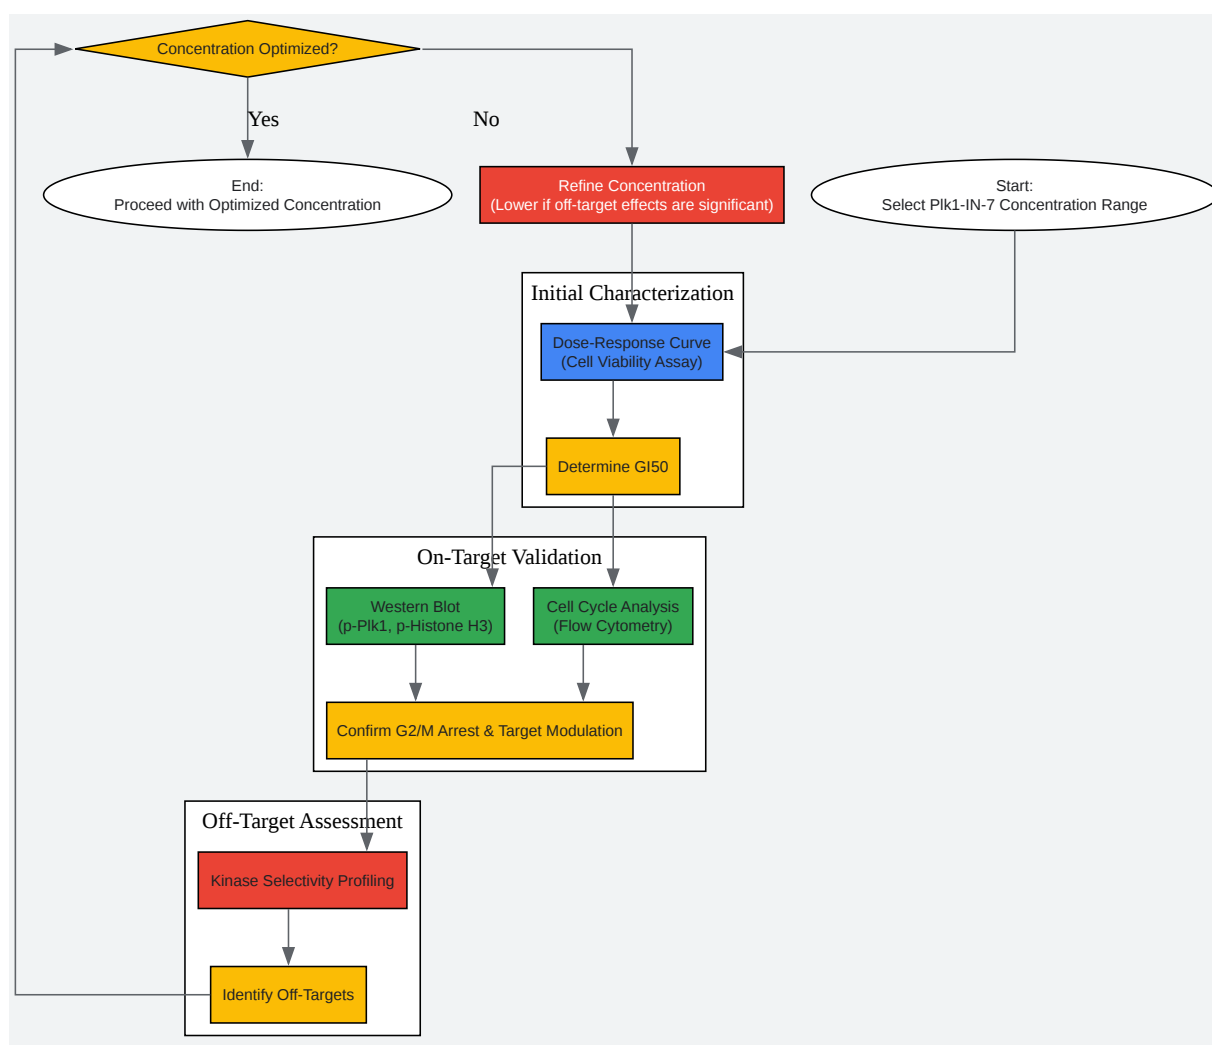 Concentration Optimized?
Yes
No
End:
Proceed with Optimized Concentration
Refine Concentration
(Lower if off-target effects are significant)
Start:
Select Plk1-IN-7 Concentration Range
Initial Characterization
Dose-Response Curve
(Cell Viability Assay)
Determine GI50
On-Target Validation
Western Blot
(p-Plk1, p-Histone H3)
Cell Cycle Analysis
(Flow Cytometry)
Confirm G2/M Arrest & Target Modulation
Off-Target Assessment
Kinase Selectivity Profiling
Identify Off-Targets